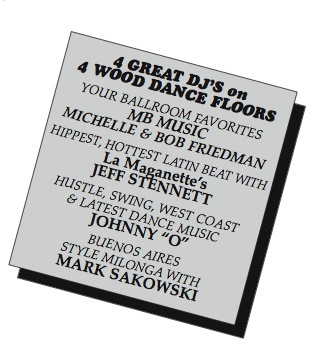 4 GREAT DJ'S on
4 WOOD DANCE FLOORS
YOUR BALLROOM FAVORITES
MB MUSIC
MICHELLE & BOB FRIEDMAN
HIPPEST, HOTTEST LATIN BEAT WITH
La Maganette's
JEFF STENNETT
HUSTLE, SWING, WEST COAST
& LATEST DANCE MUSIC
JOHNNY "O"
BUENOS AIRES
STYLE MILONGA WITH
MARK SAKOWSKI